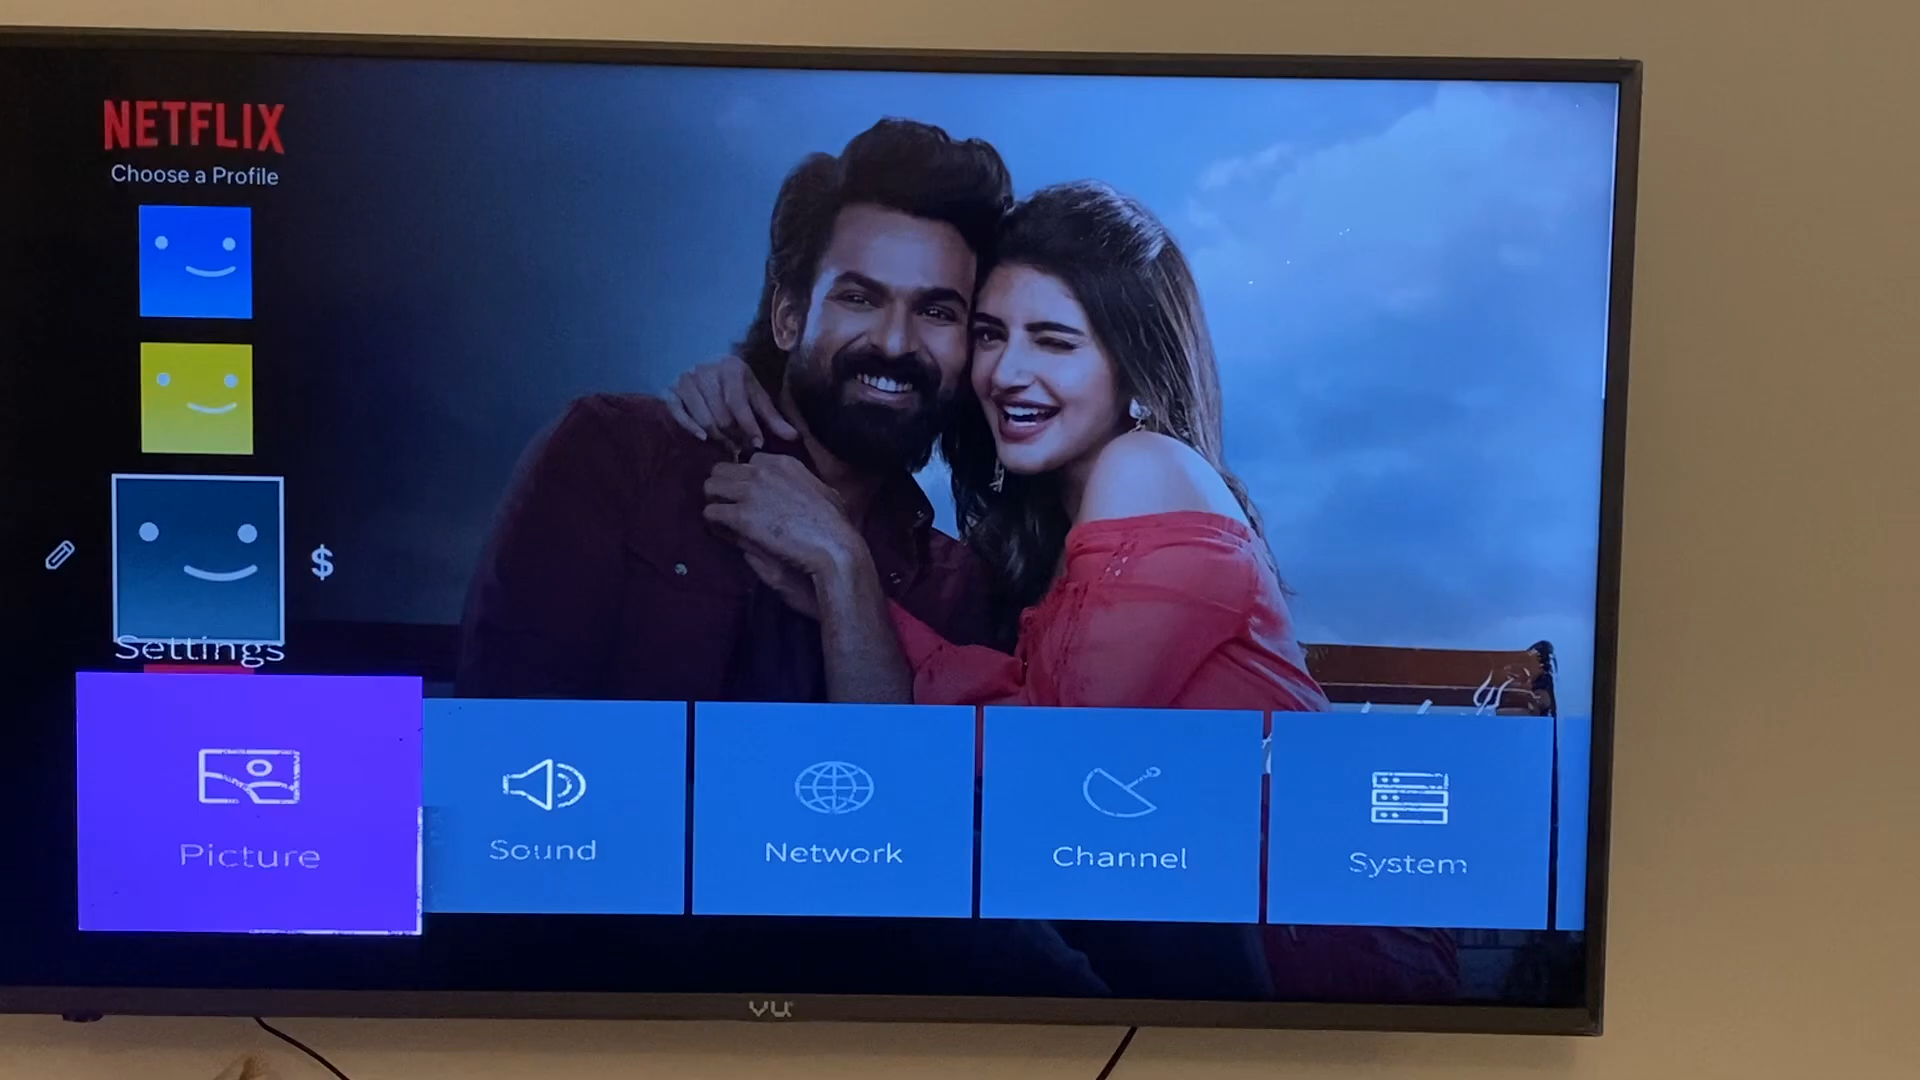 NETFLIX
Choose a Profile
$
Settings
Picture
Sound
Network
Channel
System
VU